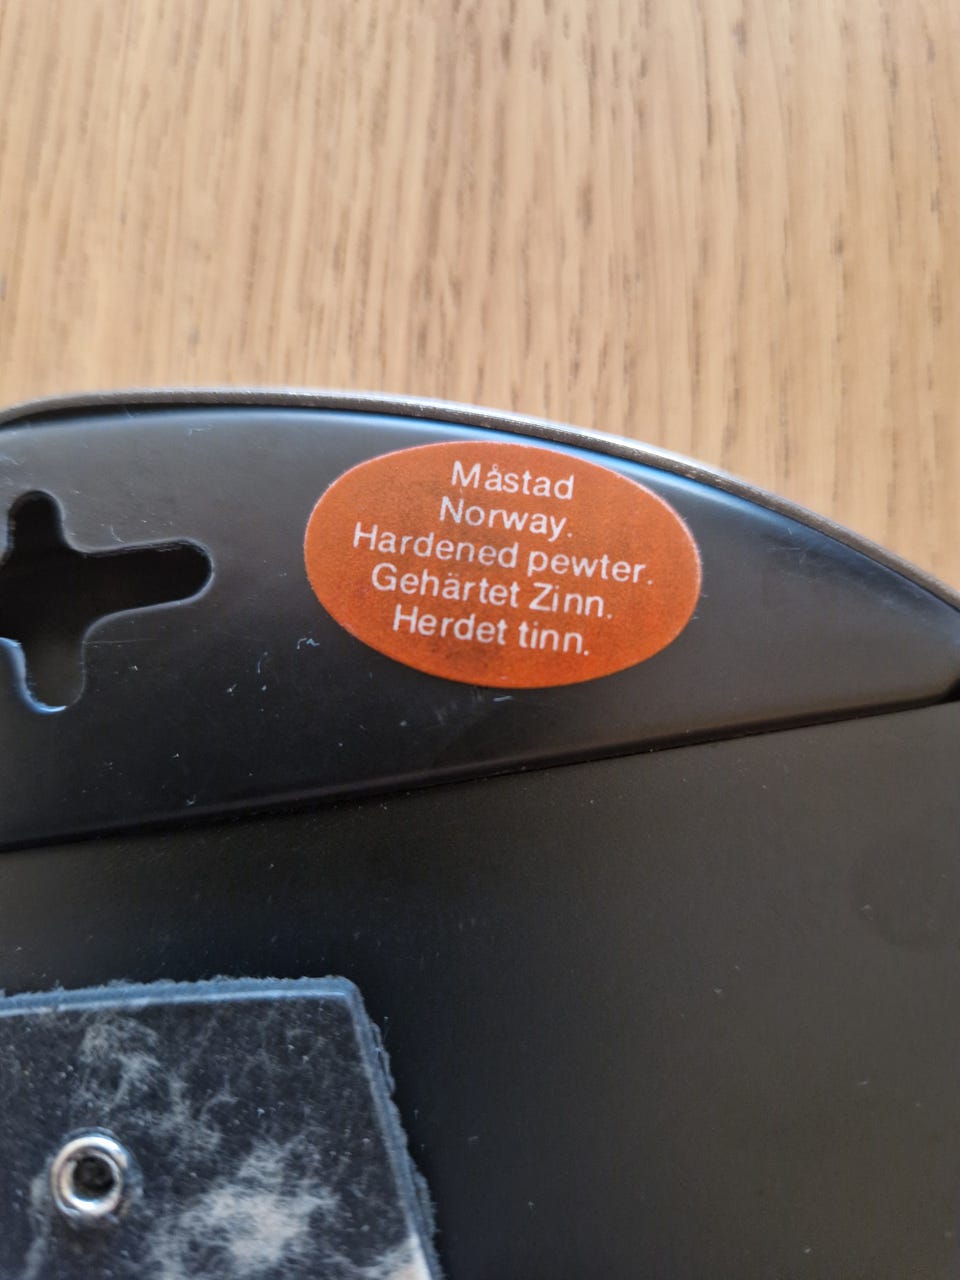 Måstad
Norway.
Hardened pewter.
Gehärtet Zinn.
Herdet tinn.